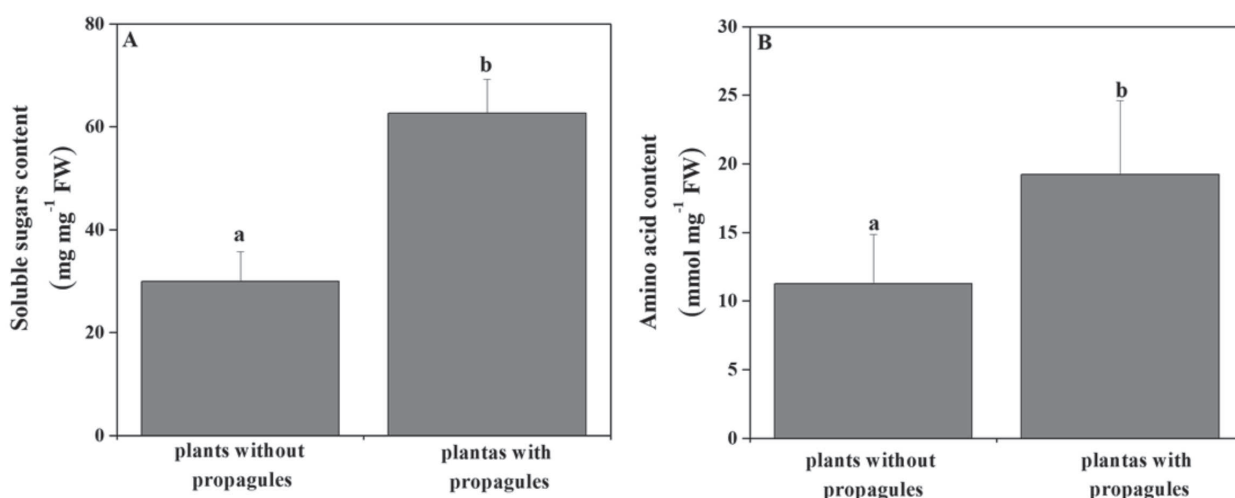 A
Soluble sugars content
(mg mg⁻¹ FW)
80
60
40
20
0
a
b
plants without
propagules
plantas with
propagules
B
Amino acid content
(mmol mg⁻¹ FW)
30
25
20
15
10
5
0
a
b
plants without
propagules
plantas with
propagules